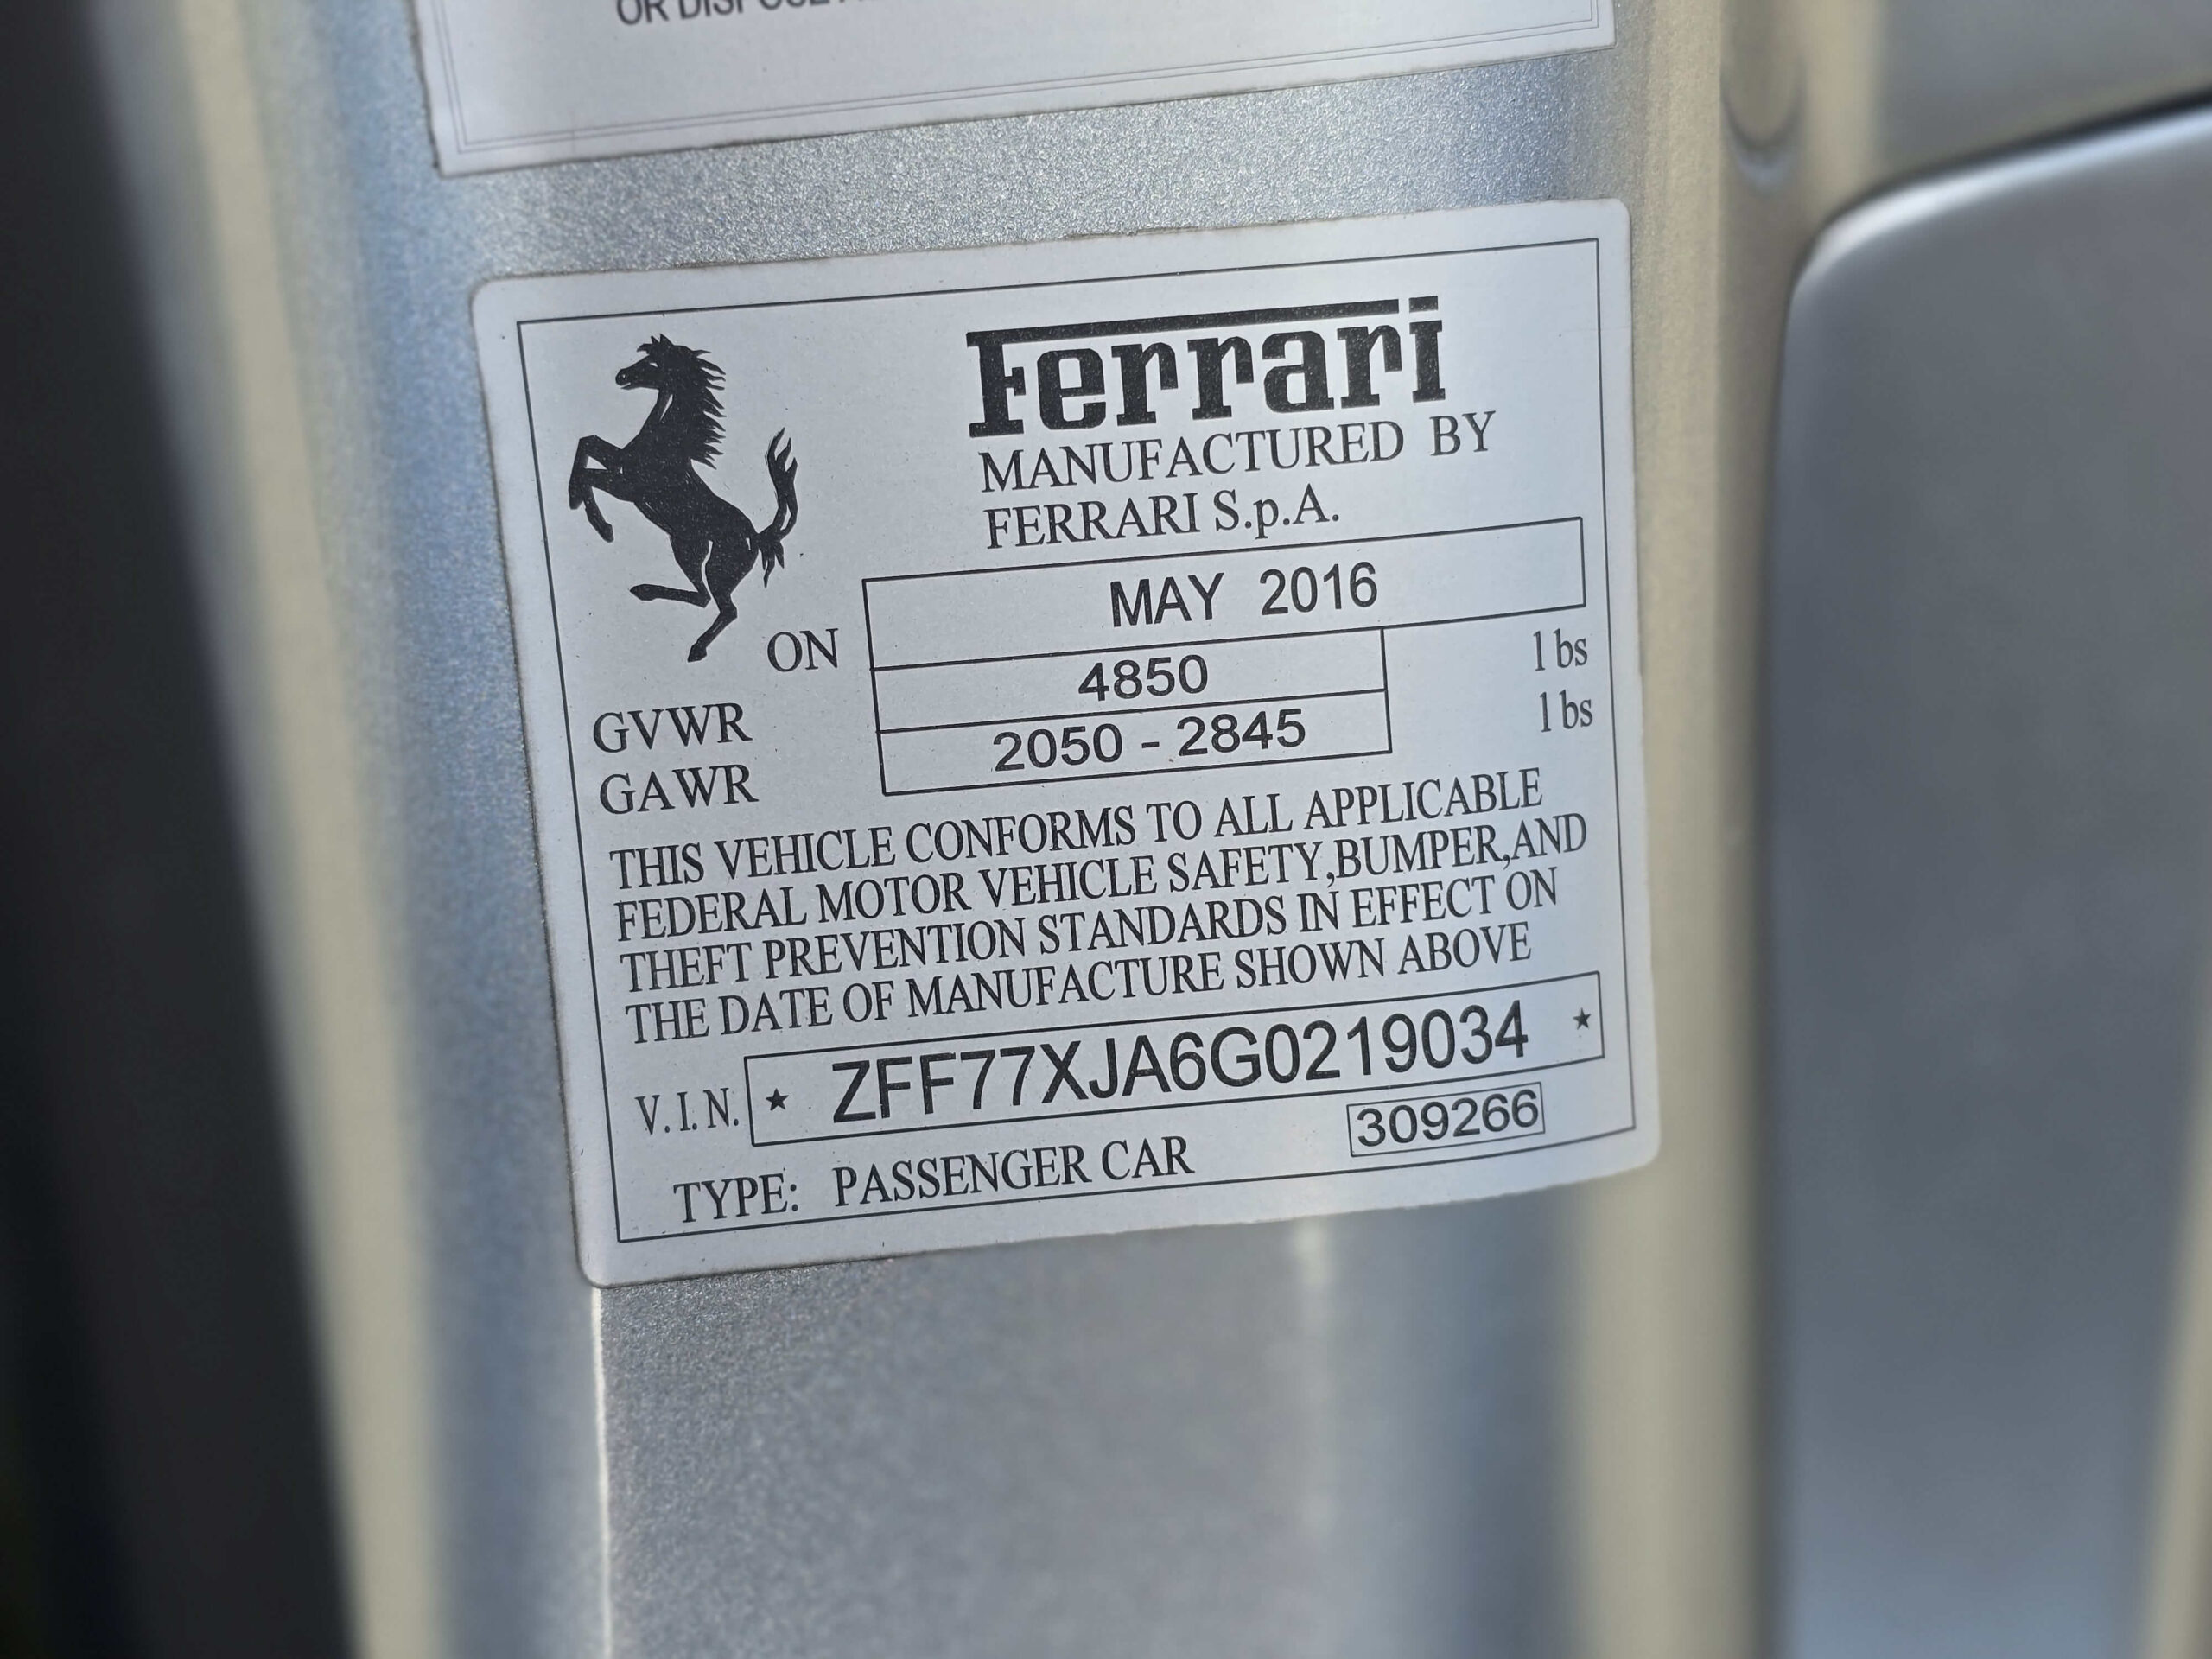 OR DISPOSE
Ferrari
MANUFACTURED BY
FERRARI S.p.A.
ON MAY 2016
GVWR 4850 lbs
GAWR 2050 - 2845 lbs
THIS VEHICLE CONFORMS TO ALL APPLICABLE
FEDERAL MOTOR VEHICLE SAFETY,BUMPER,AND
THEFT PREVENTION STANDARDS IN EFFECT ON
THE DATE OF MANUFACTURE SHOWN ABOVE
V.I.N. ★ ZFF77XJA6G0219034 ★
309266
TYPE: PASSENGER CAR